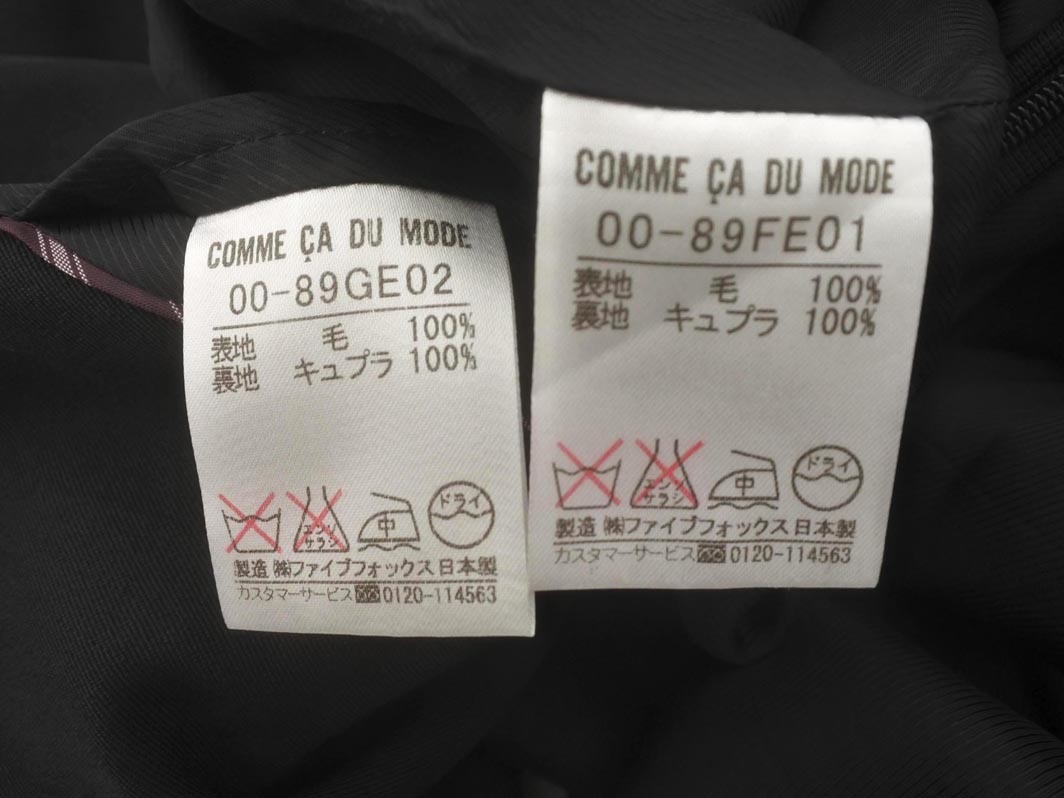 COMME ÇA DU MODE
00-89GE02
表地 毛 100%
裏地 キュプラ 100%
エンソ
サラシ
中
ドライ
製造 ㈱ファイブフォックス 日本製
カスタマーサービス 0120-114563
COMME ÇA DU MODE
00-89FE01
表地 毛 100%
裏地 キュプラ 100%
エンソ
サラシ
中
ドライ
製造 ㈱ファイブフォックス 日本製
カスタマーサービス 0120-114563